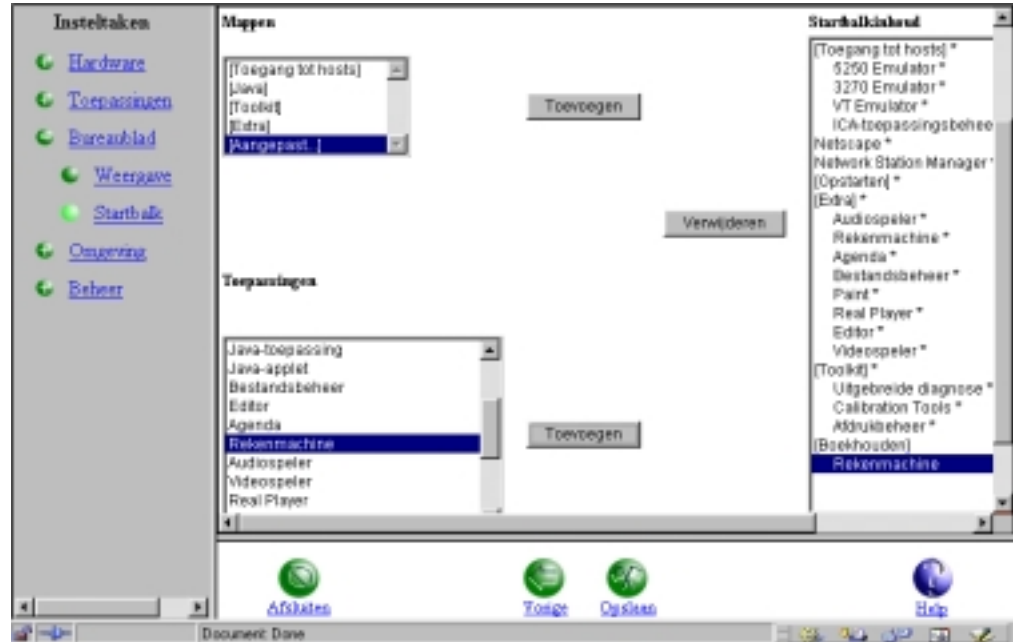 Insteltaken
Hardware
Toepassingen
Bureaublad
Weergave
Startbalk
Omgeving
Beheer
Mappen
[Toegang tot hosts]
[Java]
[Toolkit]
[Extra]
[Aangepast..]
Toevoegen
Verwijderen
Toepassingen
Java-toepassing
Java-applet
Bestandsbeheer
Editor
Agenda
Rekenmachine
Audiospeler
Videospeler
Real Player
Toevoegen
Startbalkinhoud
[Toegang tot hosts] *
5250 Emulator *
3270 Emulator *
VT Emulator *
ICA-toepassingsbehee
Netscape *
Network Station Manager *
[Opstarten] *
[Extra] *
Audiospeler *
Rekenmachine *
Agenda *
Bestandsbeheer *
Paint *
Real Player *
Editor *
Videospeler *
[Toolkit] *
Uitgebreide diagnose *
Calibration Tools *
Afdrukbeheer *
[Boekhouden]
Rekenmachine
Afsluiten
Vorige
Opslaan
Help
Document: Done